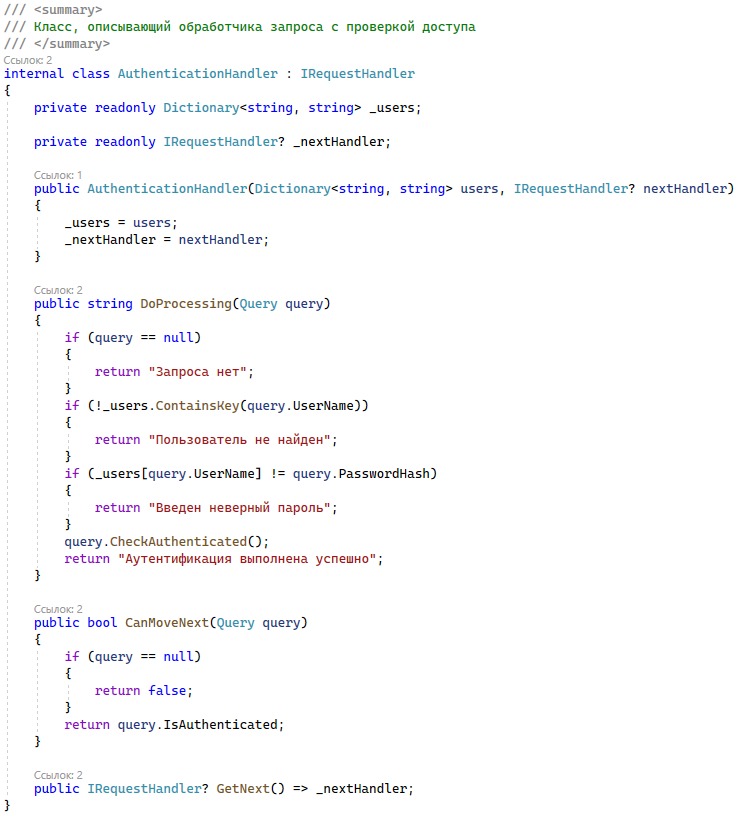 /// <summary>
/// Класс, описывающий обработчика запроса с проверкой доступа
/// </summary>
Ссылок: 2
internal class AuthenticationHandler : IRequestHandler
{
    private readonly Dictionary<string, string> _users;
    private readonly IRequestHandler? _nextHandler;
    Ссылок: 1
    public AuthenticationHandler(Dictionary<string, string> users, IRequestHandler? nextHandler)
    {
        _users = users;
        _nextHandler = nextHandler;
    }
    Ссылок: 2
    public string DoProcessing(Query query)
    {
        if (query == null)
        {
            return "Запроса нет";
        }
        if (!_users.ContainsKey(query.UserName))
        {
            return "Пользователь не найден";
        }
        if (_users[query.UserName] != query.PasswordHash)
        {
            return "Введен неверный пароль";
        }
        query.CheckAuthenticated();
        return "Аутентификация выполнена успешно";
    }
    Ссылок: 2
    public bool CanMoveNext(Query query)
    {
        if (query == null)
        {
            return false;
        }
        return query.IsAuthenticated;
    }
    Ссылок: 2
    public IRequestHandler? GetNext() => _nextHandler;
}